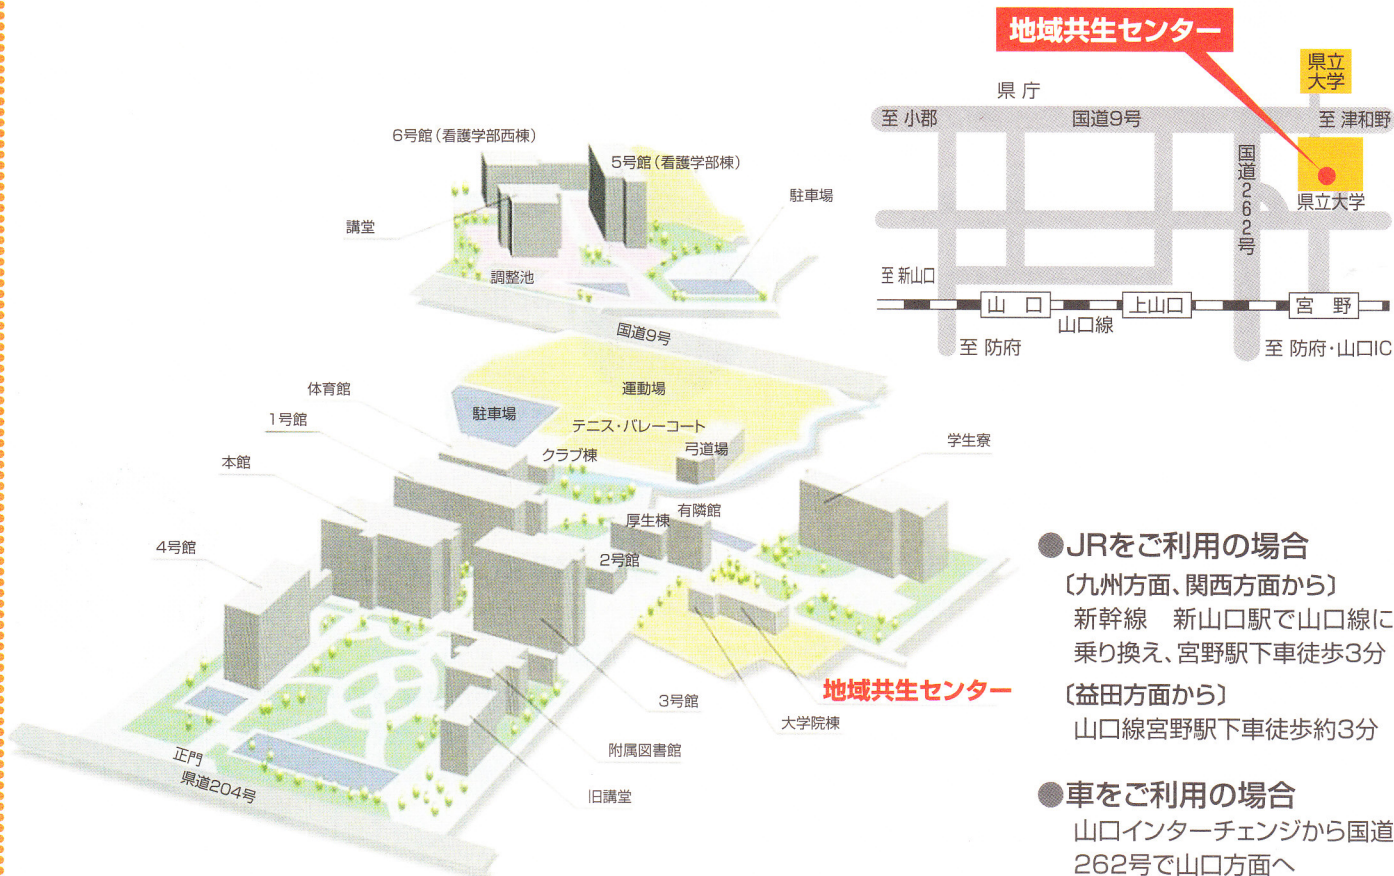 地域共生センター
県立
大学
県庁
至 小郡
国道9号
至 津和野
国道262号
県立大学
至 新山口
山口
上山口
宮野
山口線
至 防府
至 防府・山口IC
6号館(看護学部西棟)
5号館(看護学部棟)
駐車場
講堂
調整池
国道9号
体育館
運動場
駐車場
1号館
テニス・バレーコート
クラブ棟
弓道場
学生寮
本館
有隣館
厚生棟
4号館
2号館
地域共生センター
3号館
大学院棟
附属図書館
正門
県道204号
旧講堂
●JRをご利用の場合
〔九州方面、関西方面から〕
新幹線 新山口駅で山口線に
乗り換え、宮野駅下車徒歩3分
〔益田方面から〕
山口線宮野駅下車徒歩約3分
●車をご利用の場合
山口インターチェンジから国道
262号で山口方面へ